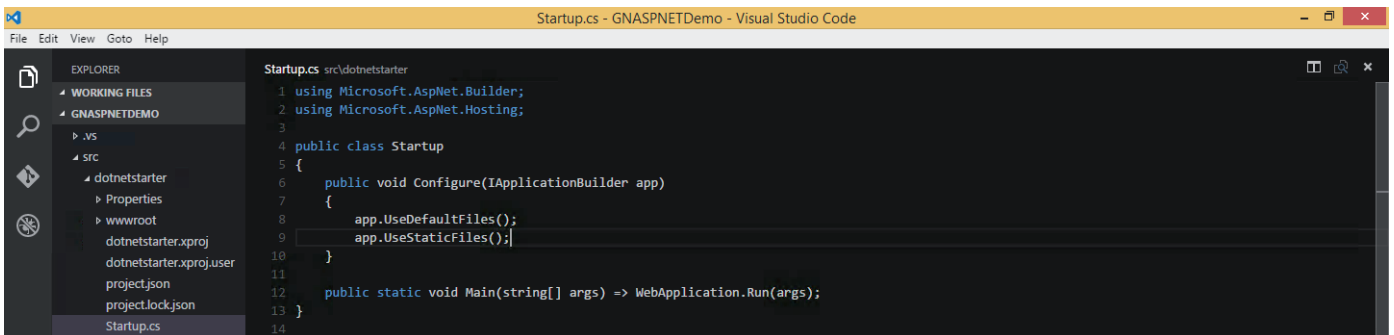 Startup.cs - GNASPNETDemo - Visual Studio Code
File Edit View Goto Help
EXPLORER
WORKING FILES
GNASPNETDEMO
.vs
src
dotnetstarter
Properties
wwwroot
dotnetstarter.xproj
dotnetstarter.xproj.user
project.json
project.lock.json
Startup.cs
Startup.cs src\dotnetstarter
1 using Microsoft.AspNet.Builder;
2 using Microsoft.AspNet.Hosting;
3
4 public class Startup
5 {
6     public void Configure(IApplicationBuilder app)
7     {
8         app.UseDefaultFiles();
9         app.UseStaticFiles();
10     }
11
12     public static void Main(string[] args) => WebApplication.Run(args);
13 }
14